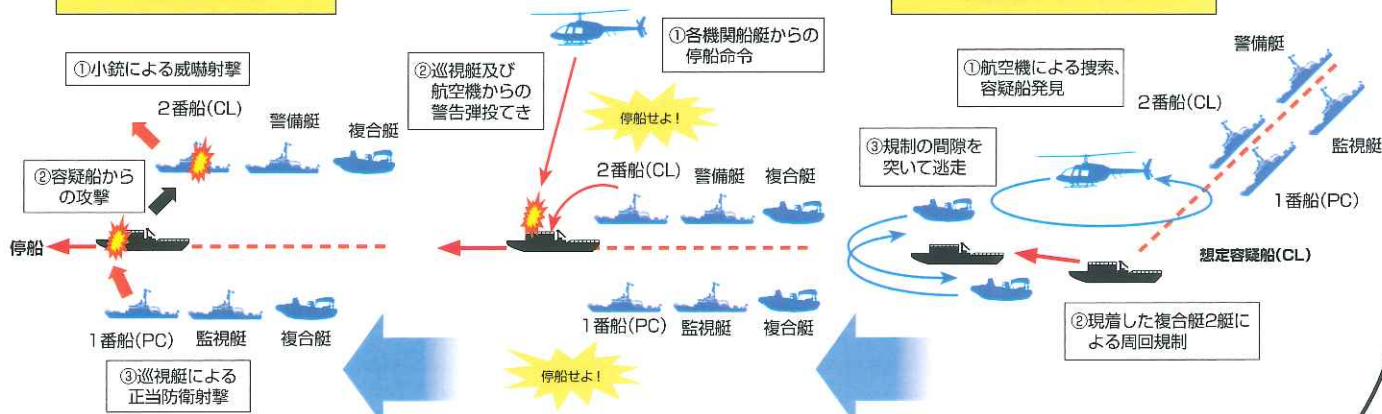 ①小銃による威嚇射撃
2番船(CL)
警備艇
複合艇
②容疑船から
の攻撃
停船
1番船(PC)
監視艇
複合艇
③巡視艇による
正当防衛射撃
①各機関船艇からの
停船命令
②巡視艇及び
航空機からの
警告弾投てき
停船せよ!
2番船(CL)
警備艇
複合艇
1番船(PC)
監視艇
複合艇
停船せよ!
①航空機による捜索、
容疑船発見
警備艇
2番船(CL)
監視艇
1番船(PC)
③規制の間隙を
突いて逃走
想定容疑船(CL)
②現着した複合艇2艇に
よる周回規制